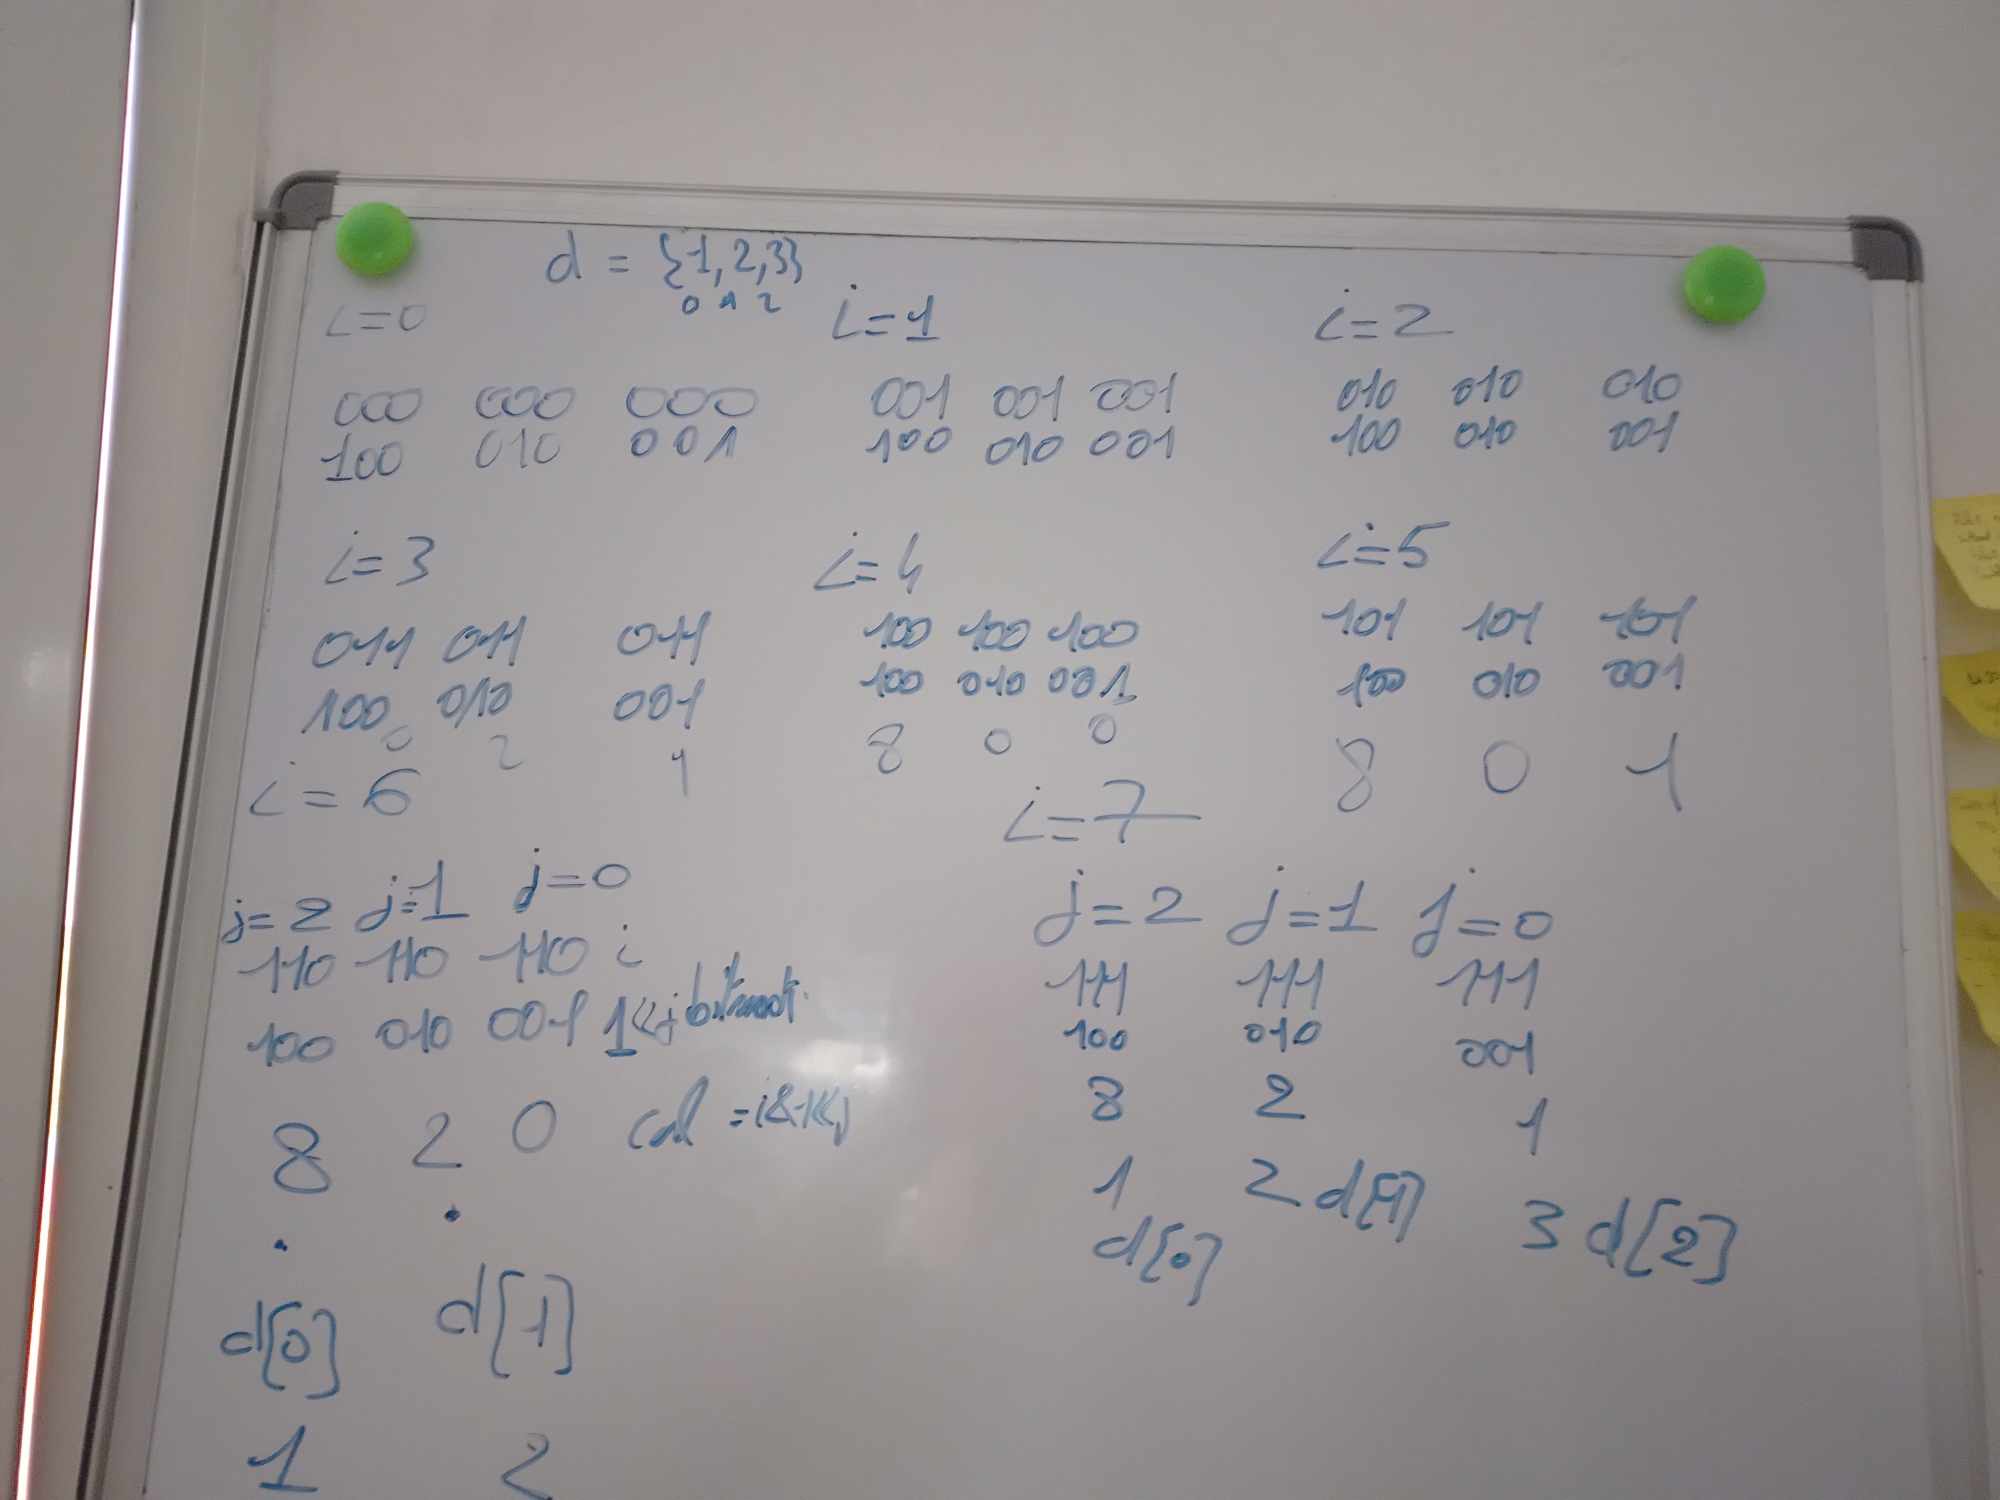 d = {1,2,3}
0 1 2
i=0
000 000 000
100 010 001
i=1
001 001 001
100 010 001
i=2
010 010 010
100 010 001
i=3
011 011 011
100 010 001
0 2 1
i=4
100 100 100
100 010 001
8 0 0
i=5
101 101 101
100 010 001
8 0 1
i=6
j=2 j=1 j=0
110 110 110 i
100 010 001 1<<j
8 2 0 = i&1<<j
d[0] d[1]
1 2
i=7
j=2 j=1 j=0
111 111 111
100 010 001
8 2 1
1 2 d[1] 3 d[2]
d[0]